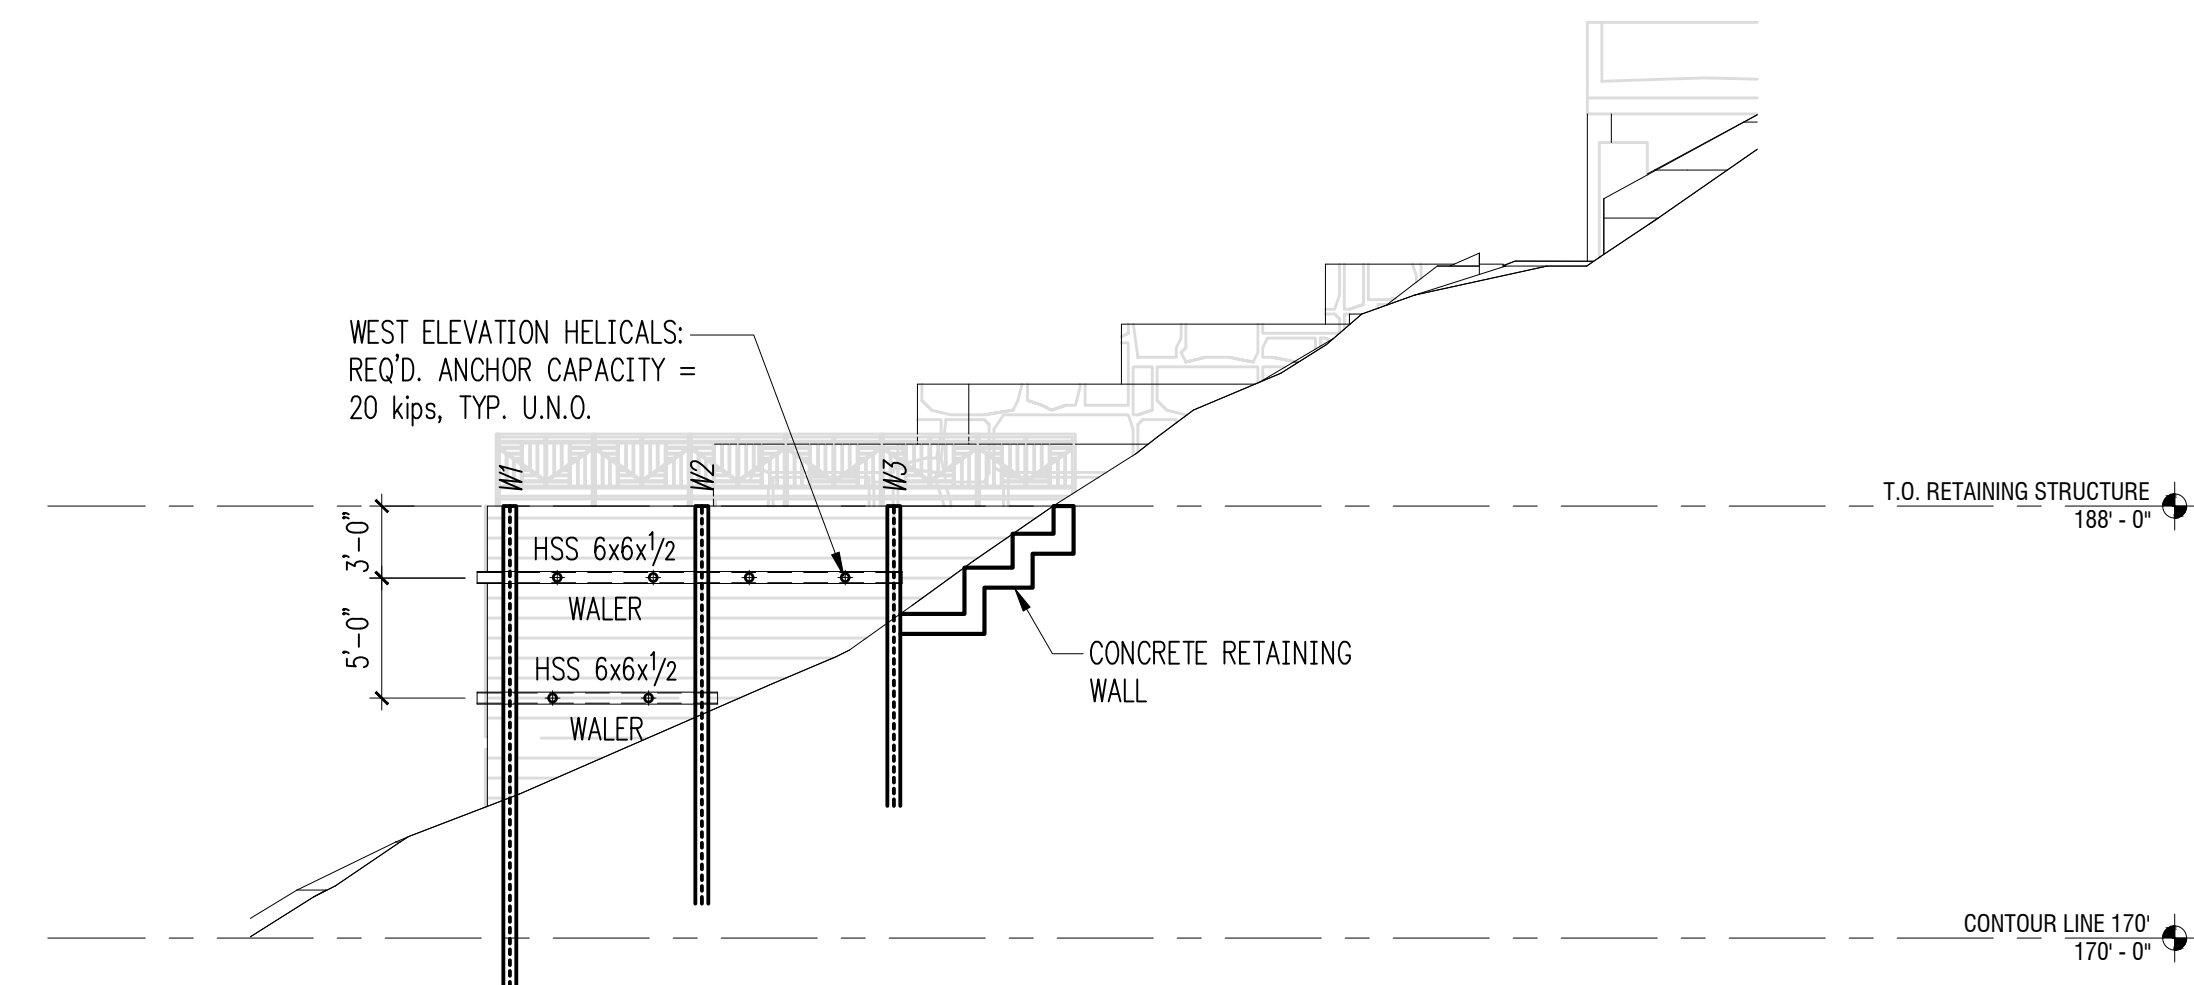 WEST ELEVATION HELICALS:
REQ'D. ANCHOR CAPACITY =
20 kips, TYP. U.N.O.
W1
W2
W3
T.O. RETAINING STRUCTURE
188' - 0"
3'-0"
HSS 6x6x1/2
WALER
5'-0"
HSS 6x6x1/2
WALER
CONCRETE RETAINING
WALL
CONTOUR LINE 170'
170' - 0"